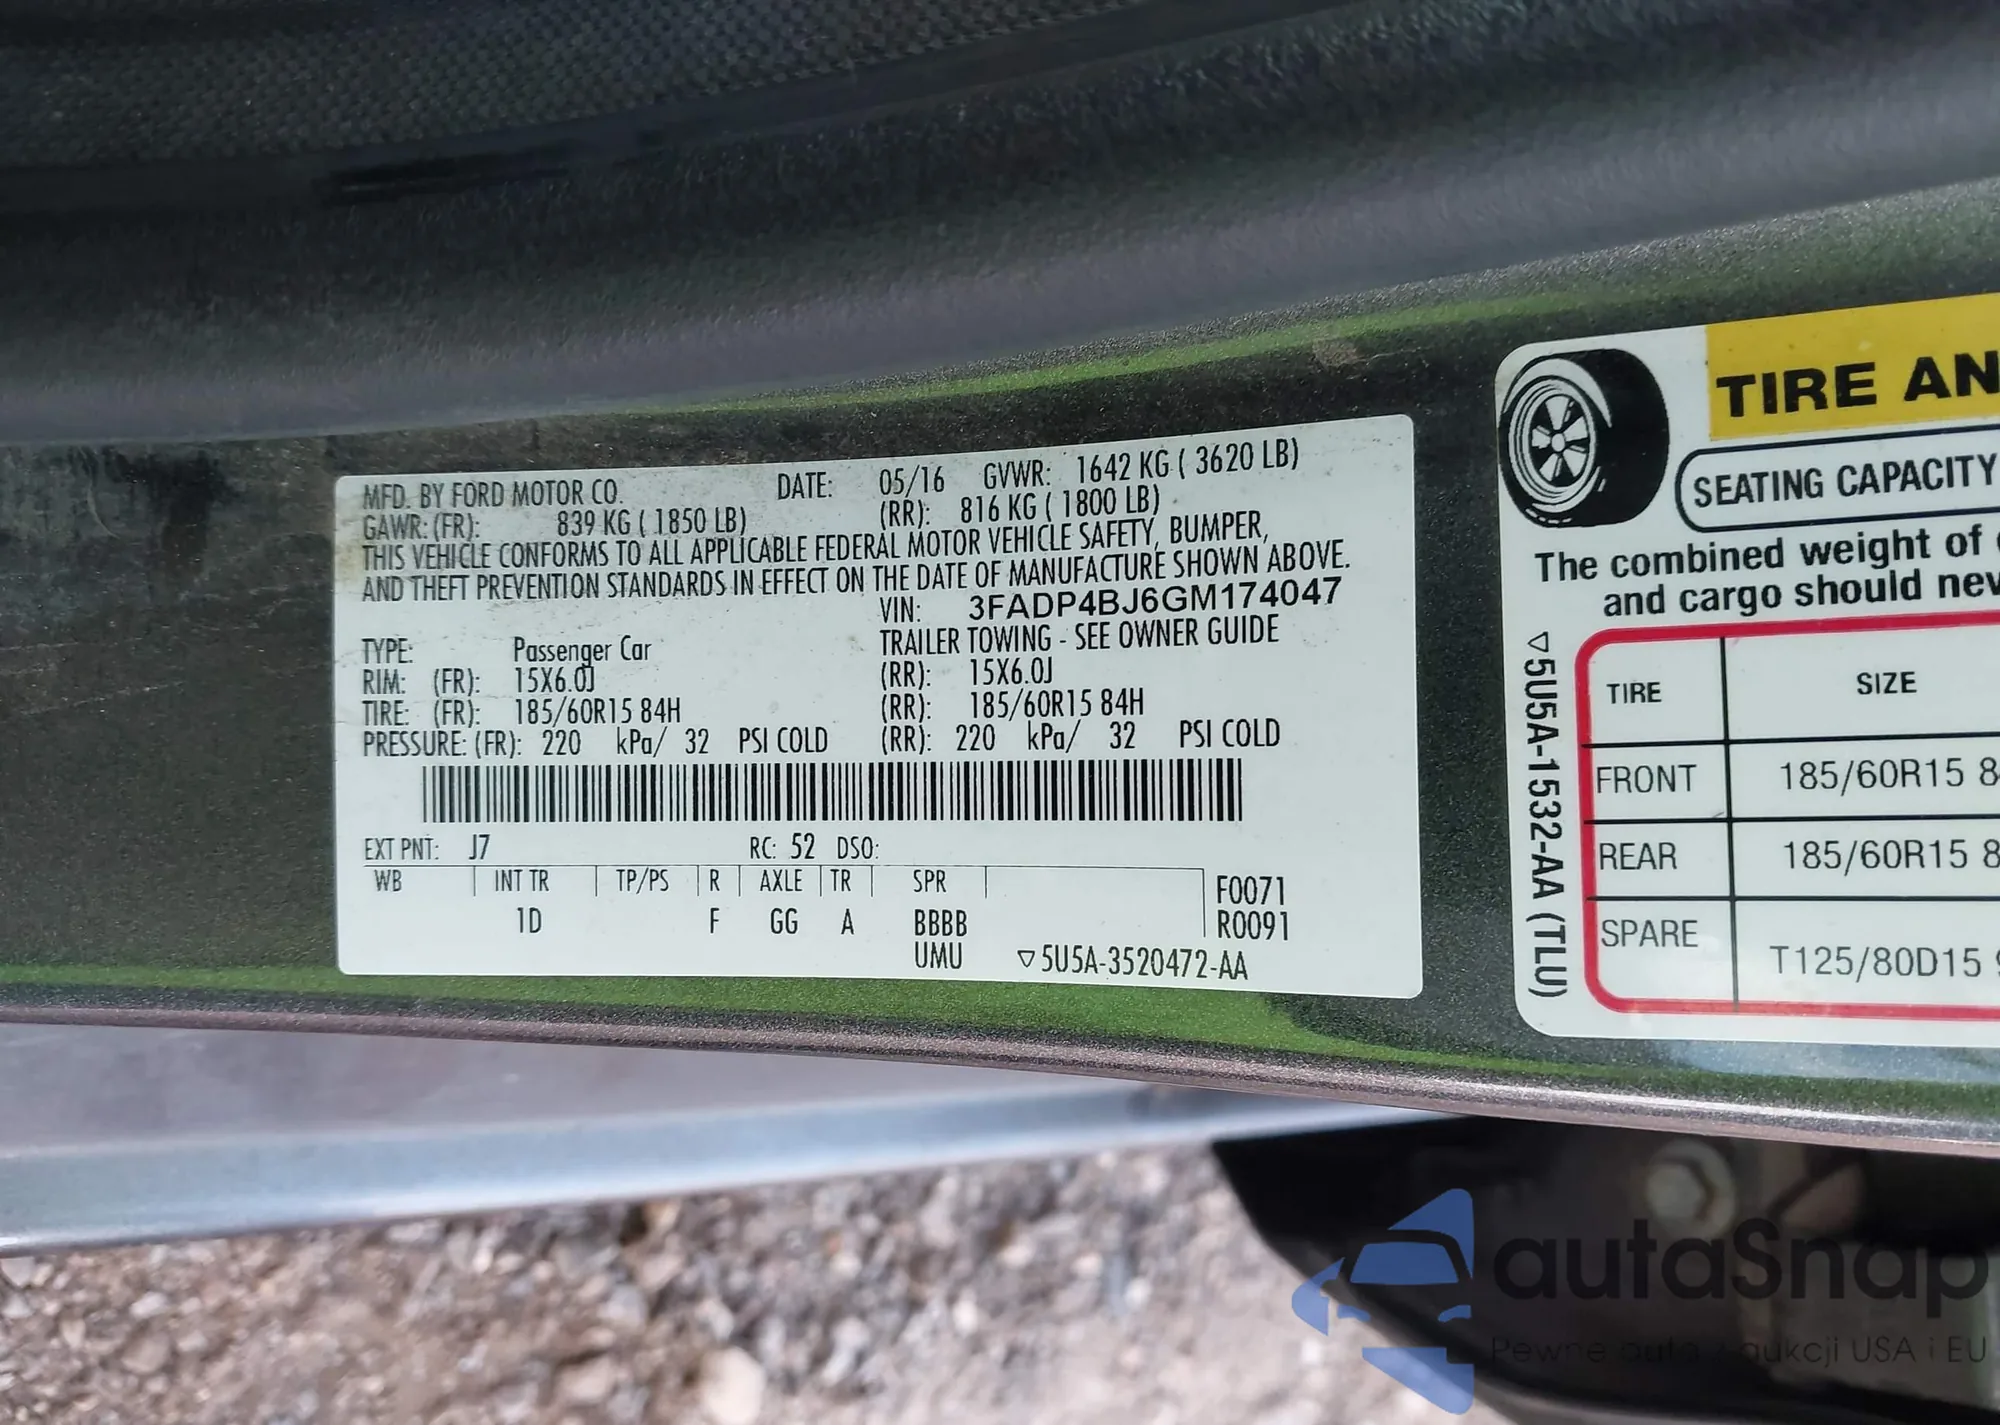 MFD. BY FORD MOTOR CO. DATE: 05/16 GVWR: 1642 KG ( 3620 LB)
GAWR: (FR): 839 KG ( 1850 LB) (RR): 816 KG ( 1800 LB)
THIS VEHICLE CONFORMS TO ALL APPLICABLE FEDERAL MOTOR VEHICLE SAFETY, BUMPER,
AND THEFT PREVENTION STANDARDS IN EFFECT ON THE DATE OF MANUFACTURE SHOWN ABOVE.
VIN: 3FADP4BJ6GM174047
TYPE: Passenger Car TRAILER TOWING - SEE OWNER GUIDE
RIM: (FR): 15X6.0J (RR): 15X6.0J
TIRE: (FR): 185/60R15 84H (RR): 185/60R15 84H
PRESSURE: (FR): 220 kPa/ 32 PSI COLD (RR): 220 kPa/ 32 PSI COLD
EXT PNT: J7 RC: 52 DSO:
WB INT TR TP/PS R AXLE TR SPR F0071
1D F GG A BBBB R0091
UMU ▽5U5A-3520472-AA
TIRE AN
SEATING CAPACITY
The combined weight of
and cargo should nev
▽5U5A-1532-AA (TLU)
TIRE SIZE
FRONT 185/60R15 8
REAR 185/60R15 8
SPARE T125/80D15 9
autaSnap
Pewne auta z aukcji USA i EU